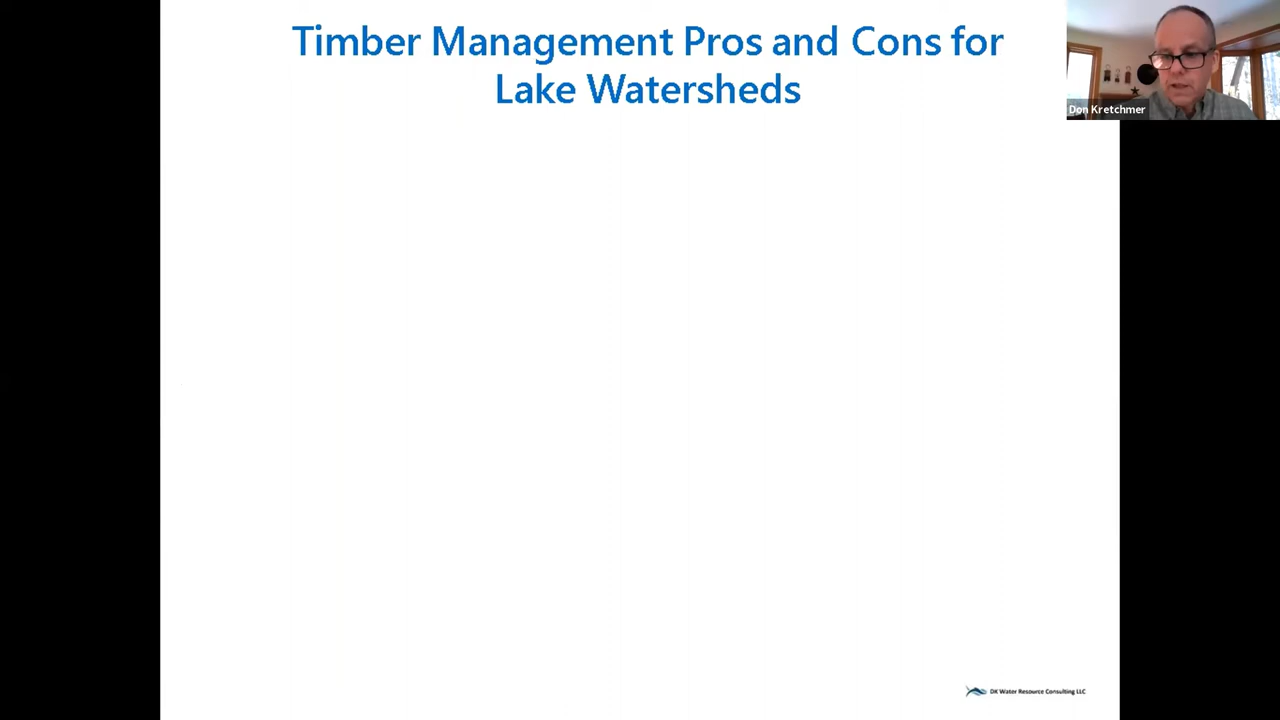 Timber Management Pros and Cons for
Lake Watersheds
Don Kretchmer
DK Water Resource Consulting LLC